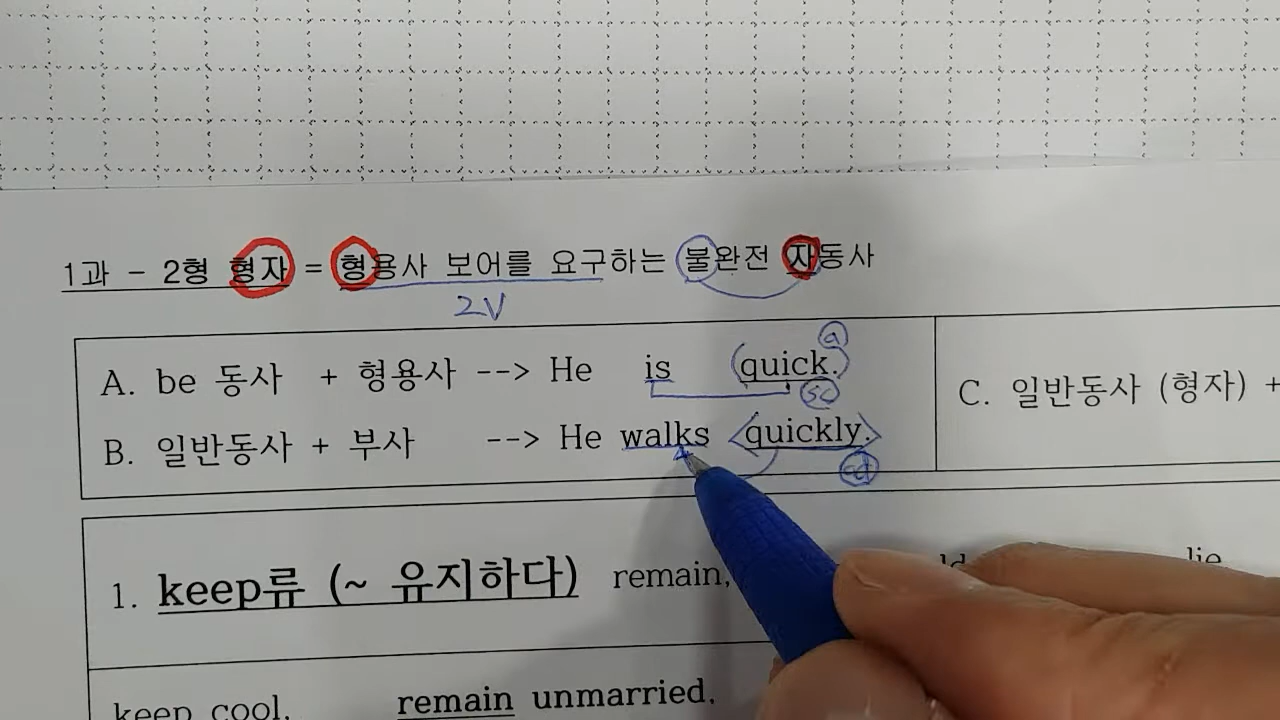 1과 - 2형 형자 = 형용사 보어를 요구하는 불완전 자동사
2V
a
A. be 동사 + 형용사 --> He is (quick.)
sc
B. 일반동사 + 부사 --> He walks <quickly.>
ad
C. 일반동사 (형자) +
1. keep류 (~ 유지하다) remain, lie
keep cool. remain unmarried.